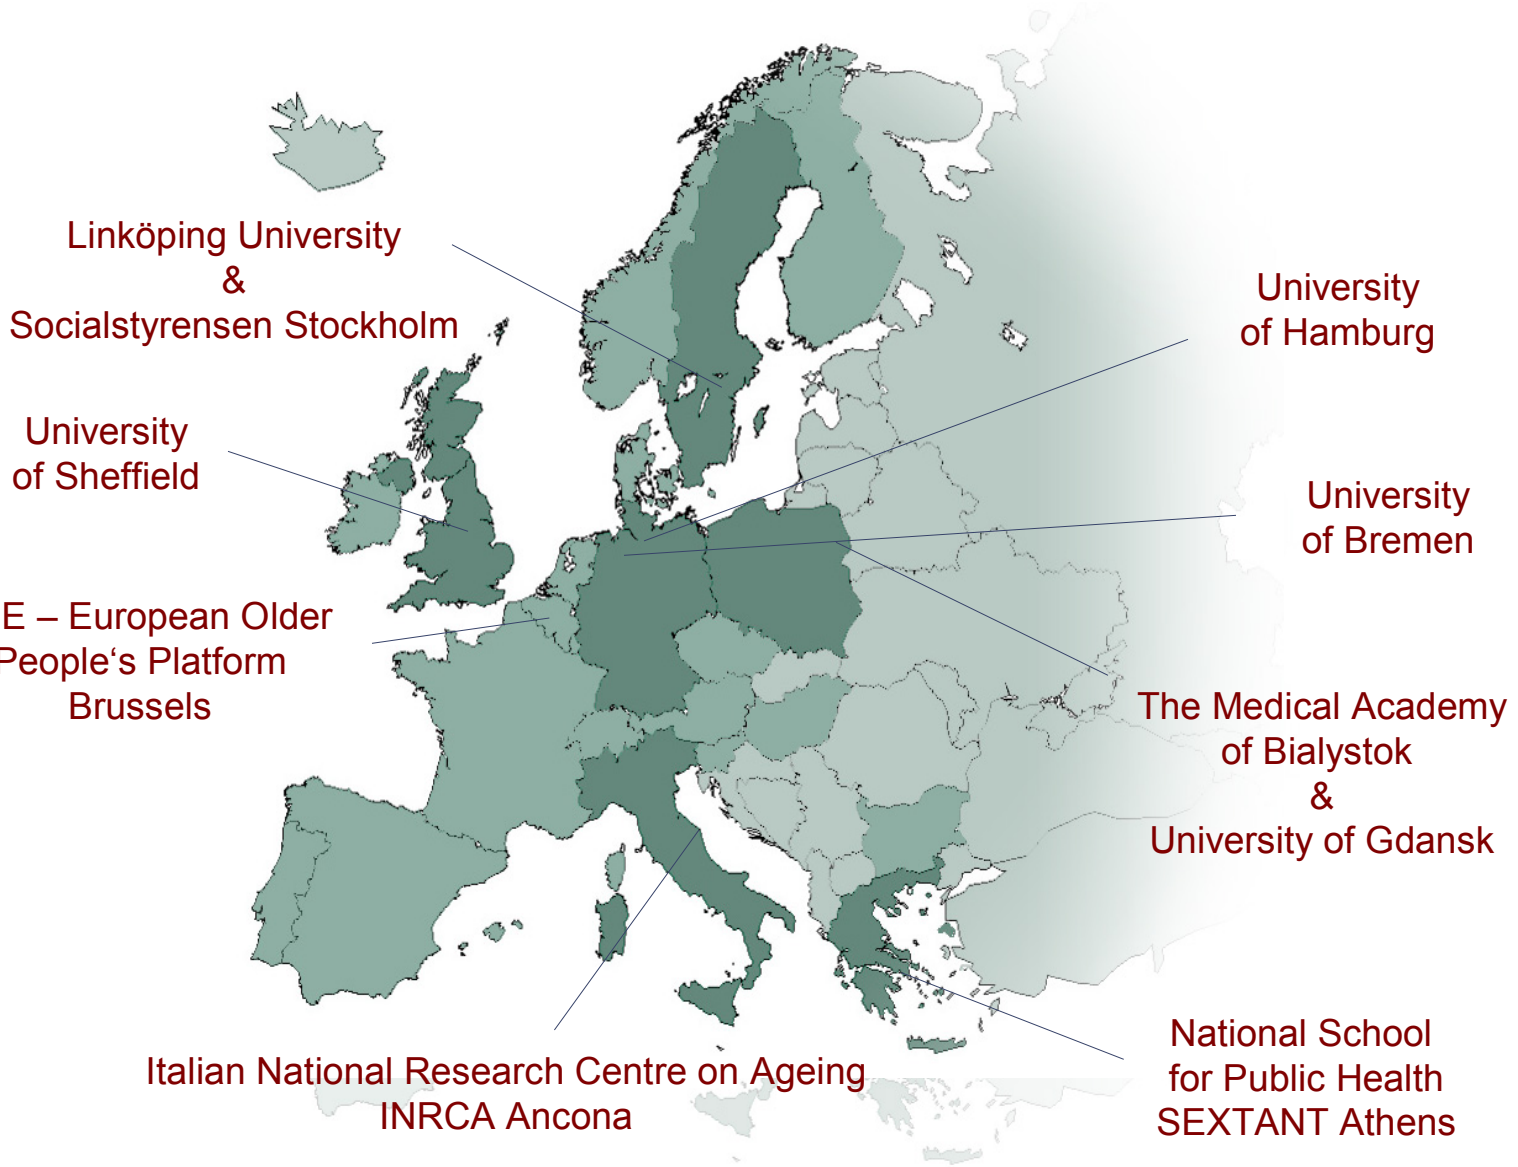 Linköping University
&
Socialstyrensen Stockholm
University
of Hamburg
University
of Sheffield
University
of Bremen
E – European Older
People‘s Platform
Brussels
The Medical Academy
of Bialystok
&
University of Gdansk
Italian National Research Centre on Ageing
INRCA Ancona
National School
for Public Health
SEXTANT Athens